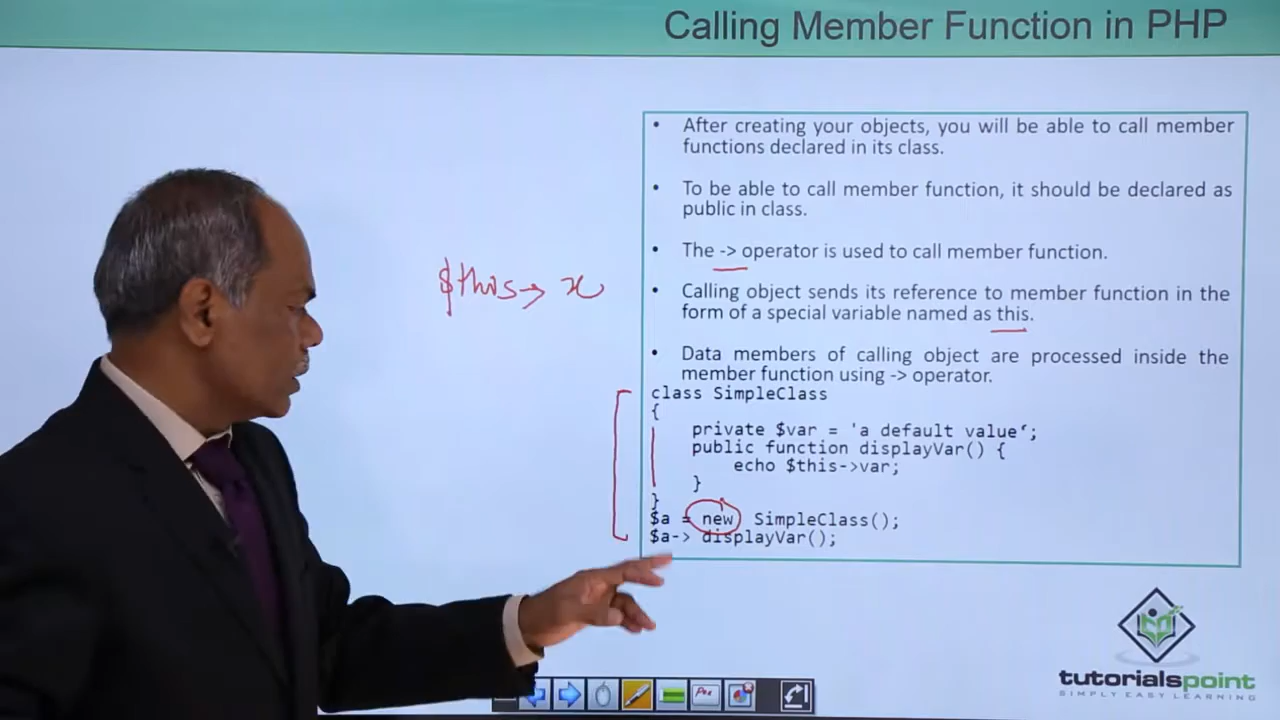 Calling Member Function in PHP
• After creating your objects, you will be able to call member
functions declared in its class.
• To be able to call member function, it should be declared as
public in class.
• The -> operator is used to call member function.
$this→ x
• Calling object sends its reference to member function in the
form of a special variable named as this.
• Data members of calling object are processed inside the
member function using -> operator.
class SimpleClass
{
private $var = 'a default value‘;
public function displayVar() {
echo $this->var;
}
}
$a = new SimpleClass();
$a-> displayVar();
tutorialspoint
SIMPLY EASY LEARNING